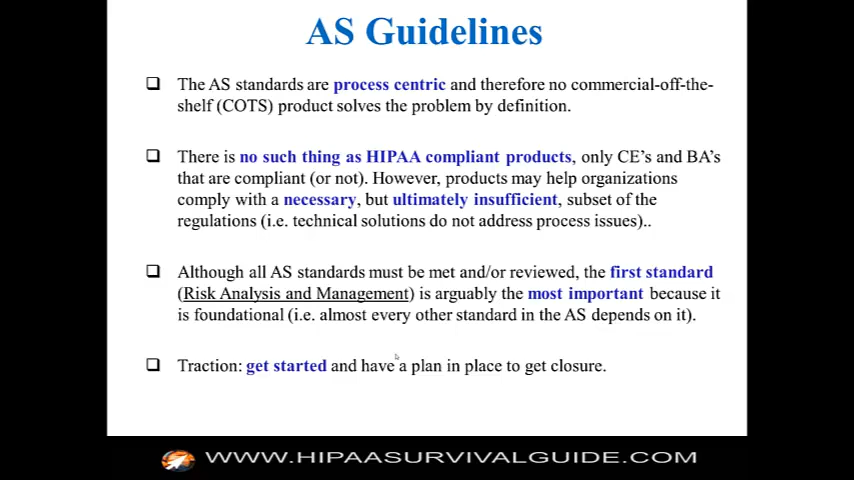 AS Guidelines
❑ The AS standards are process centric and therefore no commercial-off-the-
shelf (COTS) product solves the problem by definition.
❑ There is no such thing as HIPAA compliant products, only CE's and BA's
that are compliant (or not). However, products may help organizations
comply with a necessary, but ultimately insufficient, subset of the
regulations (i.e. technical solutions do not address process issues)..
❑ Although all AS standards must be met and/or reviewed, the first standard
(Risk Analysis and Management) is arguably the most important because it
is foundational (i.e. almost every other standard in the AS depends on it).
❑ Traction: get started and have a plan in place to get closure.
WWW.HIPAASURVIVALGUIDE.COM